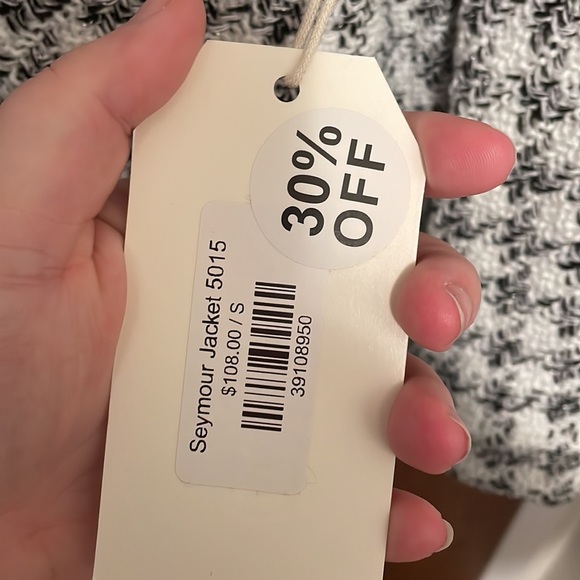 30%
OFF
Seymour Jacket 5015
$108.00 / S
39108950